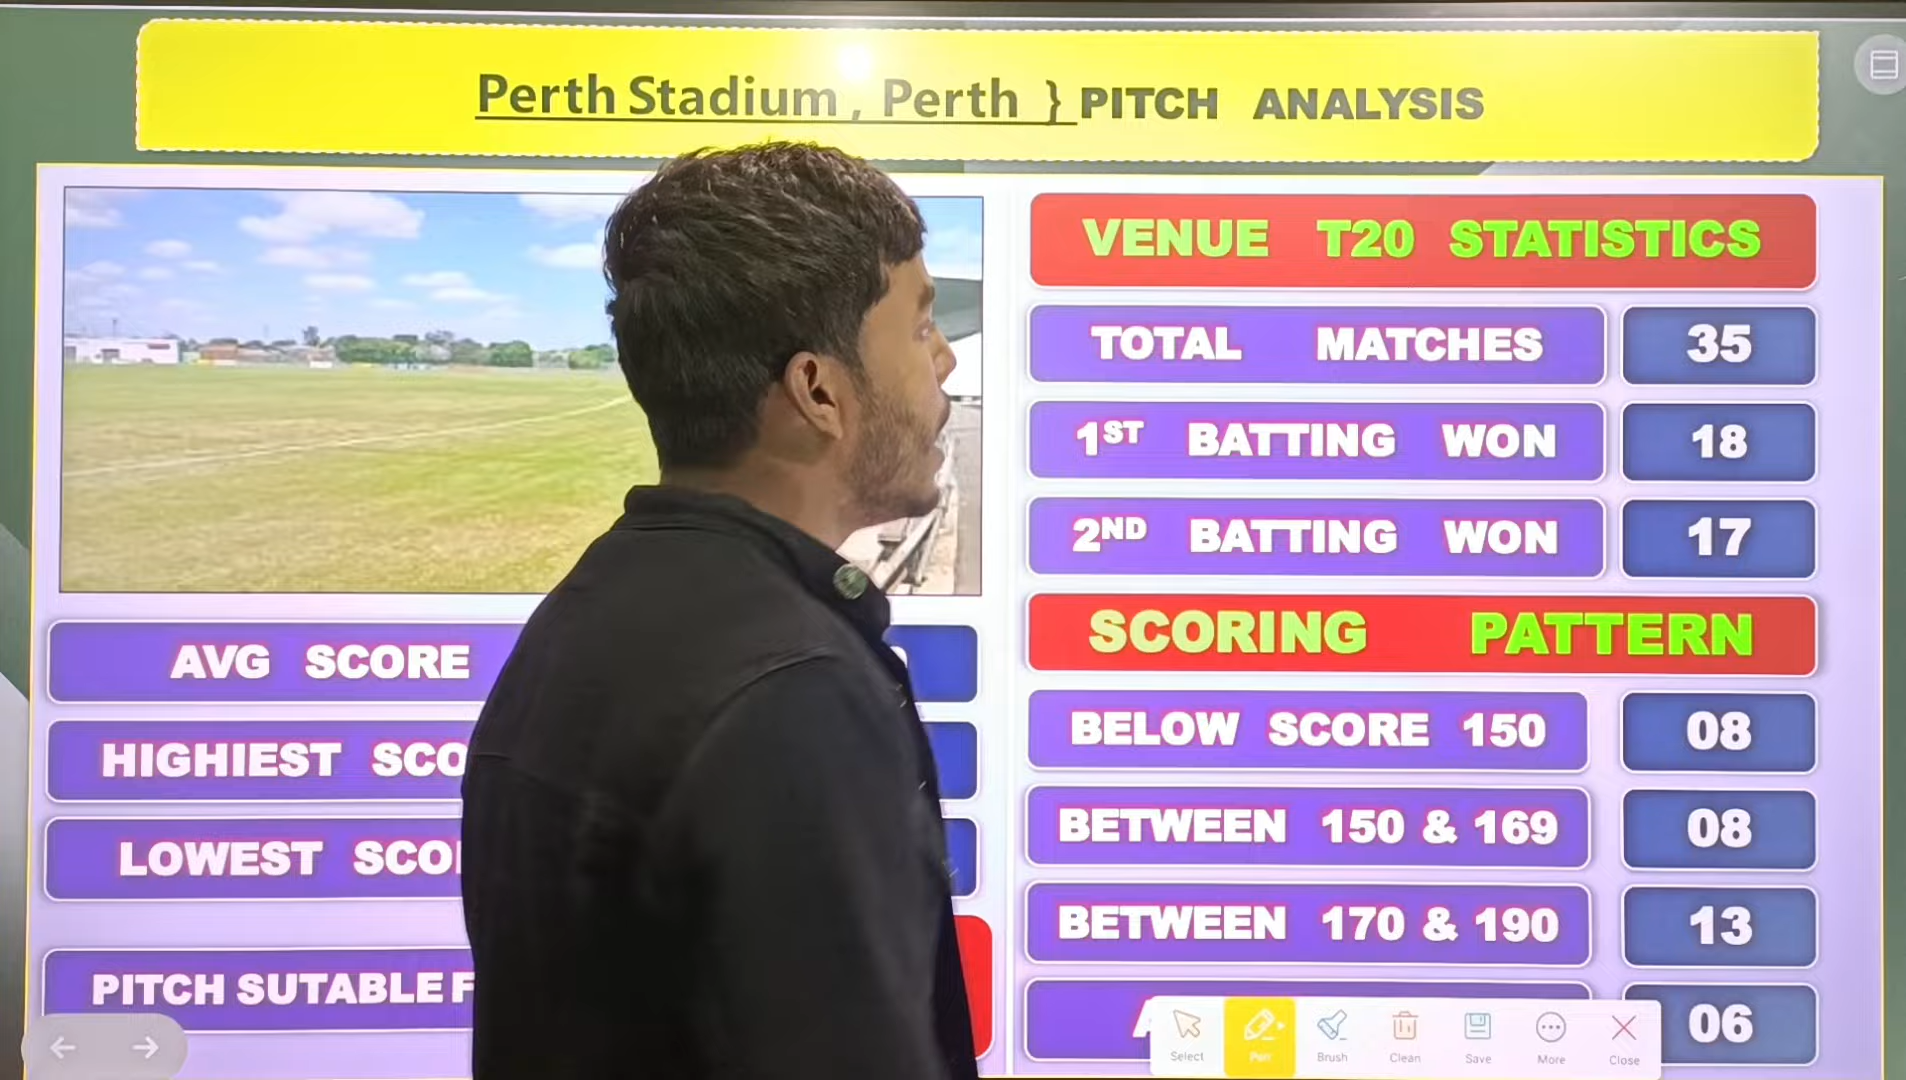 Perth Stadium , Perth } PITCH ANALYSIS
VENUE T20 STATISTICS
TOTAL MATCHES 35
1ST BATTING WON 18
2ND BATTING WON 17
SCORING PATTERN
BELOW SCORE 150 08
BETWEEN 150 & 169 08
BETWEEN 170 & 190 13
06
AVG SCORE
HIGHIEST
LOWEST
PITCH SUTABLE
Select
Pen
Brush
Clean
Save
More
Close